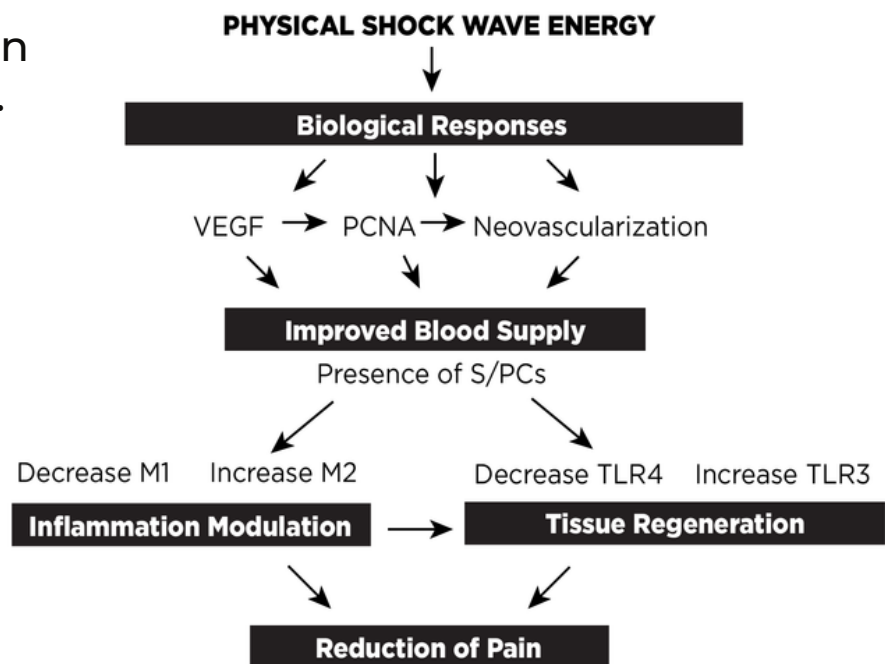 n
.
PHYSICAL SHOCK WAVE ENERGY
Biological Responses
VEGF PCNA Neovascularization
Improved Blood Supply
Presence of S/PCs
Decrease M1 Increase M2 Decrease TLR4 Increase TLR3
Inflammation Modulation Tissue Regeneration
Reduction of Pain